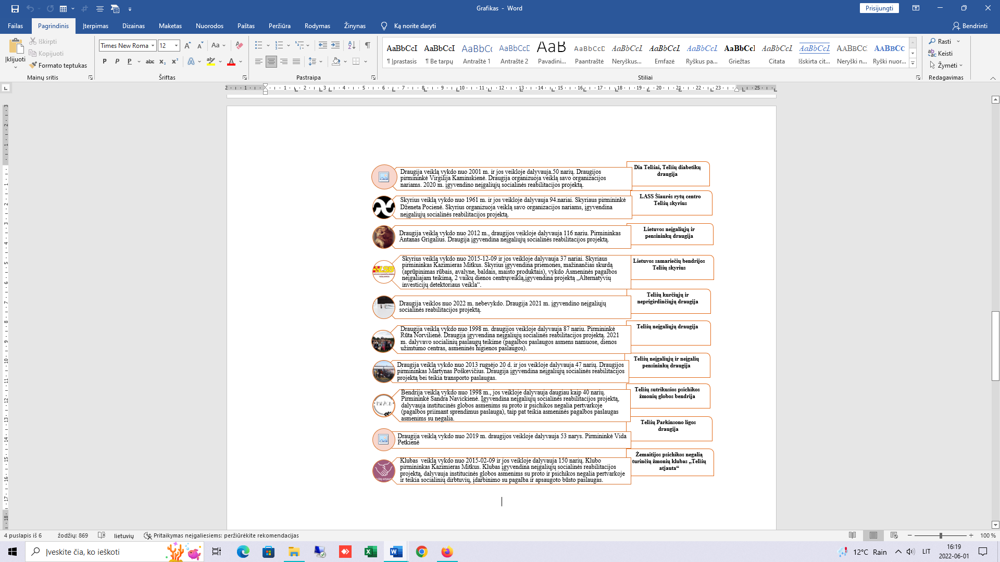 Grafikas - Word
Prisijungti
Failas
Pagrindinis
Įterpimas
Dizainas
Maketas
Nuorodos
Paštas
Peržiūra
Rodymas
Žinynas
Ką norite daryti
Bendrinti
Įklijuoti
Iškirpti
Kopijuoti
Formato teptukas
Mainų sritis
Times New Roma
12
Šriftas
Pastraipa
AaBbCcI
AaBbCcI
AaBbCc
AaBbCcD
AaB
AaBbCcD
AaBbCcI
AaBbCcI
AaBbCcI
AaBbCcI
AaBbCcI
AaBbCcI
AaBbCc
AaBbCc
¶ Įprastasis
¶ Be tarpų
Antraštė 1
Antraštė 2
Pavadini...
Paantraštė
Neryškus...
Emfazė
Ryškus pa...
Griežtas
Citata
Išskirta cit...
Neryški n...
Ryški nuor...
Stiliai
Rasti
Keisti
Žymėti
Redagavimas
Draugija veiklą vykdo nuo 2001 m. ir jos veikloje dalyvauja.50 narių. Draugijos
pirmininkė Virgilija Kaminskienė. Draugija organizuoja veiklą savo organizacijos
nariams. 2020 m. įgyvendino neįgaliųjų socialinės reabilitacijos projektą.
Dia Telšiai, Telšių diabetikų
draugija
Skyrius veiklą vykdo nuo 1961 m. ir jos veikloje dalyvauja 94.nariai. Skyriaus pirmininkė
Dženeta Pocienė. Skyrius organizuoja veiklą savo organizacijos nariams, įgyvendina
neįgaliųjų socialinės reabilitacijos projektą.
LASS Šiaurės rytų centro
Telšių skyrius
Draugija veiklą vykdo nuo 2012 m., draugijos veikloje dalyvauja 116 nariu. Pirmininkas
Antanas Grigalius. Draugija įgyvendina neįgaliųjų socialinės reabilitacijos projektą.
Lietuvos neįgaliųjų ir
pensininkų draugija
LSB
Skyrius veiklą vykdo nuo 2015-12-09 ir jos veikloje dalyvauja 37 nariai. Skyriaus
pirmininkas Kazimieras Mitkus. Skyrius įgyvendina priemones, mažinančias skurdą
(aprūpinimas rūbais, avalyne, baldais, maisto produktais), vykdo Asmeninės pagalbos
neįgaliajam teikimą, 2 vaikų dienos centrųveiklą,įgyvendina projektą „Alternatyvių
investicijų detektoriaus veikla“.
Lietuvos samariečių bendrijos
Telšių skyrius
Draugija veiklos nuo 2022 m. nebevykdo. Draugija 2021 m. įgyvendino neįgaliųjų
socialinės reabilitacijos projektą.
Telšių kurčiųjų ir
neprigirdinčiųjų draugija
Draugija veiklą vykdo nuo 1998 m. draugijos veikloje dalyvauja 87 nariu. Pirmininkė
Rūta Norvilienė. Draugija įgyvendina neįgaliųjų socialinės reabilitacijos projektą. 2021
m. dalyvavo socialinių paslaugų teikime (pagalbos paslaugos asmens namuose, dienos
užimtumo centras, asmeninės higienos paslaugos).
Telšių neįgaliųjų draugija
Draugija veiklą vykdo nuo 2013 rugsėjo 20 d. ir jos veikloje dalyvauja 47 narių. Draugijos
pirmininkas Martynas Poškevičius. Draugija įgyvendina neįgaliųjų socialinės reabilitacijos
projektą bei teikia transporto paslaugas.
Telšių neįgaliųjų ir neįgalių
pensininkų draugija
Bendrija veiklą vykdo nuo 1998 m., jos veikloje dalyvauja daugiau kaip 40 narių.
Pirmininkė Sandra Navickienė. Įgyvendina neįgaliųjų socialinės reabilitacijos projektą,
dalyvauja institucinės globos asmenims su proto ir psichikos negalia pertvarkoje
(pagalbos priimant sprendimus paslauga), taip pat teikia asmeninės pagalbos paslaugas
asmenims su negalia.
Telšių sutrikusios psichikos
žmonių globos bendrija
Draugija veiklą vykdo nuo 2019 m. draugijos veikloje dalyvauja 53 narys. Pirmininkė Vida
Petkienė
Telšių Parkinsono ligos
draugija
Klubas veiklą vykdo nuo 2015-02-09 ir jos veikloje dalyvauja 150 narių. Klubo
pirmininkas Kazimieras Mitkus. Klubas įgyvendina neįgaliųjų socialinės reabilitacijos
projektą, dalyvauja institucinės globos asmenims su proto ir psichikos negalia pertvarkoje
ir teikia socialinių dirbtuvių, įdarbinimo su pagalba ir apsaugoto būsto paslaugas.
Žemaitijos psichikos negalią
turinčių žmonių klubas „Telšių
atjauta“
4 puslapis iš 6
žodžių: 869
lietuvių
Pritaikymas neįgaliesiems: peržiūrėkite rekomendacijas
100 %
Įveskite čia, ko ieškoti
12°C Rain
LIT
16:19
2022-06-01